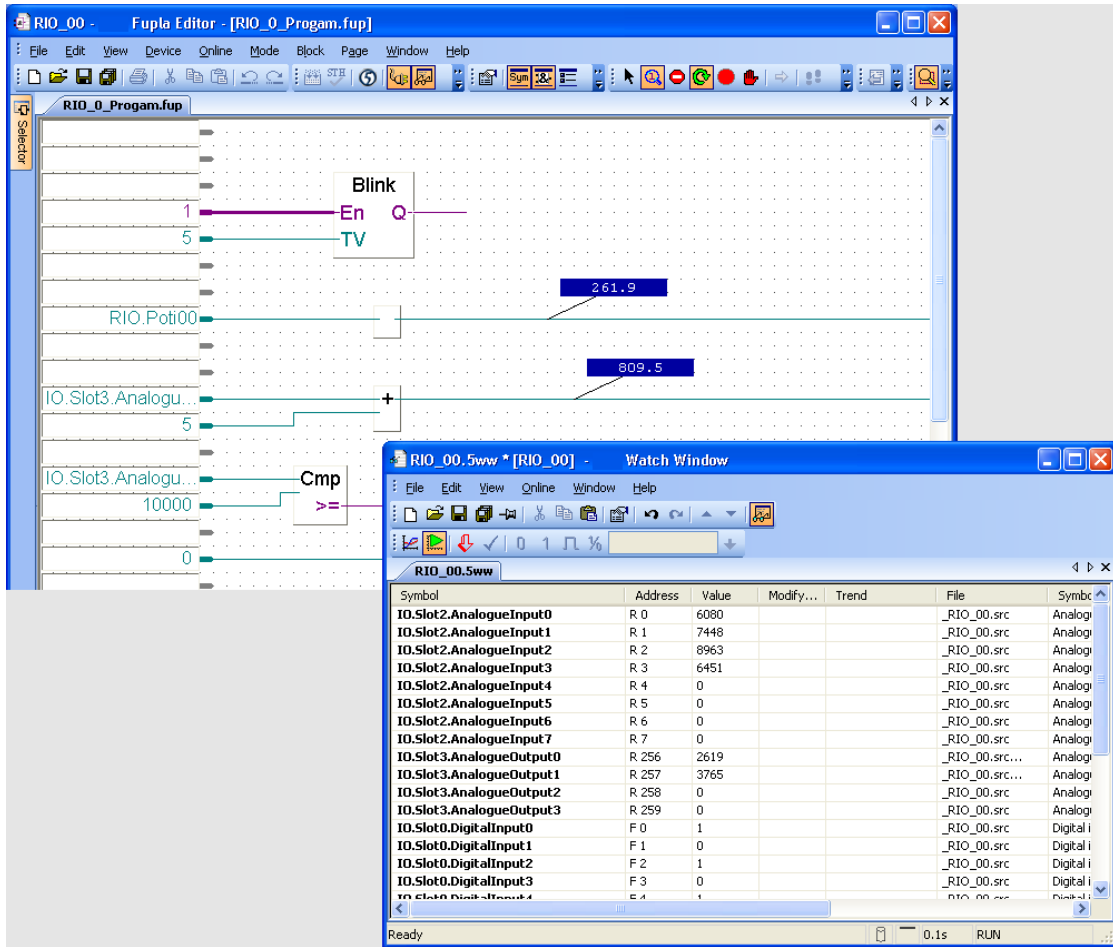 RIO_00 - Fupla Editor - [RIO_0_Progam.fup]
File Edit View Device Online Mode Block Page Window Help
Sym
RIO_0_Progam.fup
Selector
Blink
1 En Q
5 TV
261.9
RIO.Poti00
809.5
IO.Slot3.Analogu... +
5
IO.Slot3.Analogu... Cmp
10000 >=
0
RIO_00.5ww * [RIO_00] - Watch Window
File Edit View Online Window Help
0 1
RIO_00.5ww
Symbol Address Value Modify... Trend File Symbo
IO.Slot2.AnalogueInput0 R 0 6080 _RIO_00.src Analog
IO.Slot2.AnalogueInput1 R 1 7448 _RIO_00.src Analog
IO.Slot2.AnalogueInput2 R 2 8963 _RIO_00.src Analog
IO.Slot2.AnalogueInput3 R 3 6451 _RIO_00.src Analog
IO.Slot2.AnalogueInput4 R 4 0 _RIO_00.src Analog
IO.Slot2.AnalogueInput5 R 5 0 _RIO_00.src Analog
IO.Slot2.AnalogueInput6 R 6 0 _RIO_00.src Analog
IO.Slot2.AnalogueInput7 R 7 0 _RIO_00.src Analog
IO.Slot3.AnalogueOutput0 R 256 2619 _RIO_00.src... Analog
IO.Slot3.AnalogueOutput1 R 257 3765 _RIO_00.src... Analog
IO.Slot3.AnalogueOutput2 R 258 0 _RIO_00.src Analog
IO.Slot3.AnalogueOutput3 R 259 0 _RIO_00.src Analog
IO.Slot0.DigitalInput0 F 0 1 _RIO_00.src Digital i
IO.Slot0.DigitalInput1 F 1 0 _RIO_00.src Digital i
IO.Slot0.DigitalInput2 F 2 1 _RIO_00.src Digital i
IO.Slot0.DigitalInput3 F 3 0 _RIO_00.src Digital i
Ready 0.1s RUN